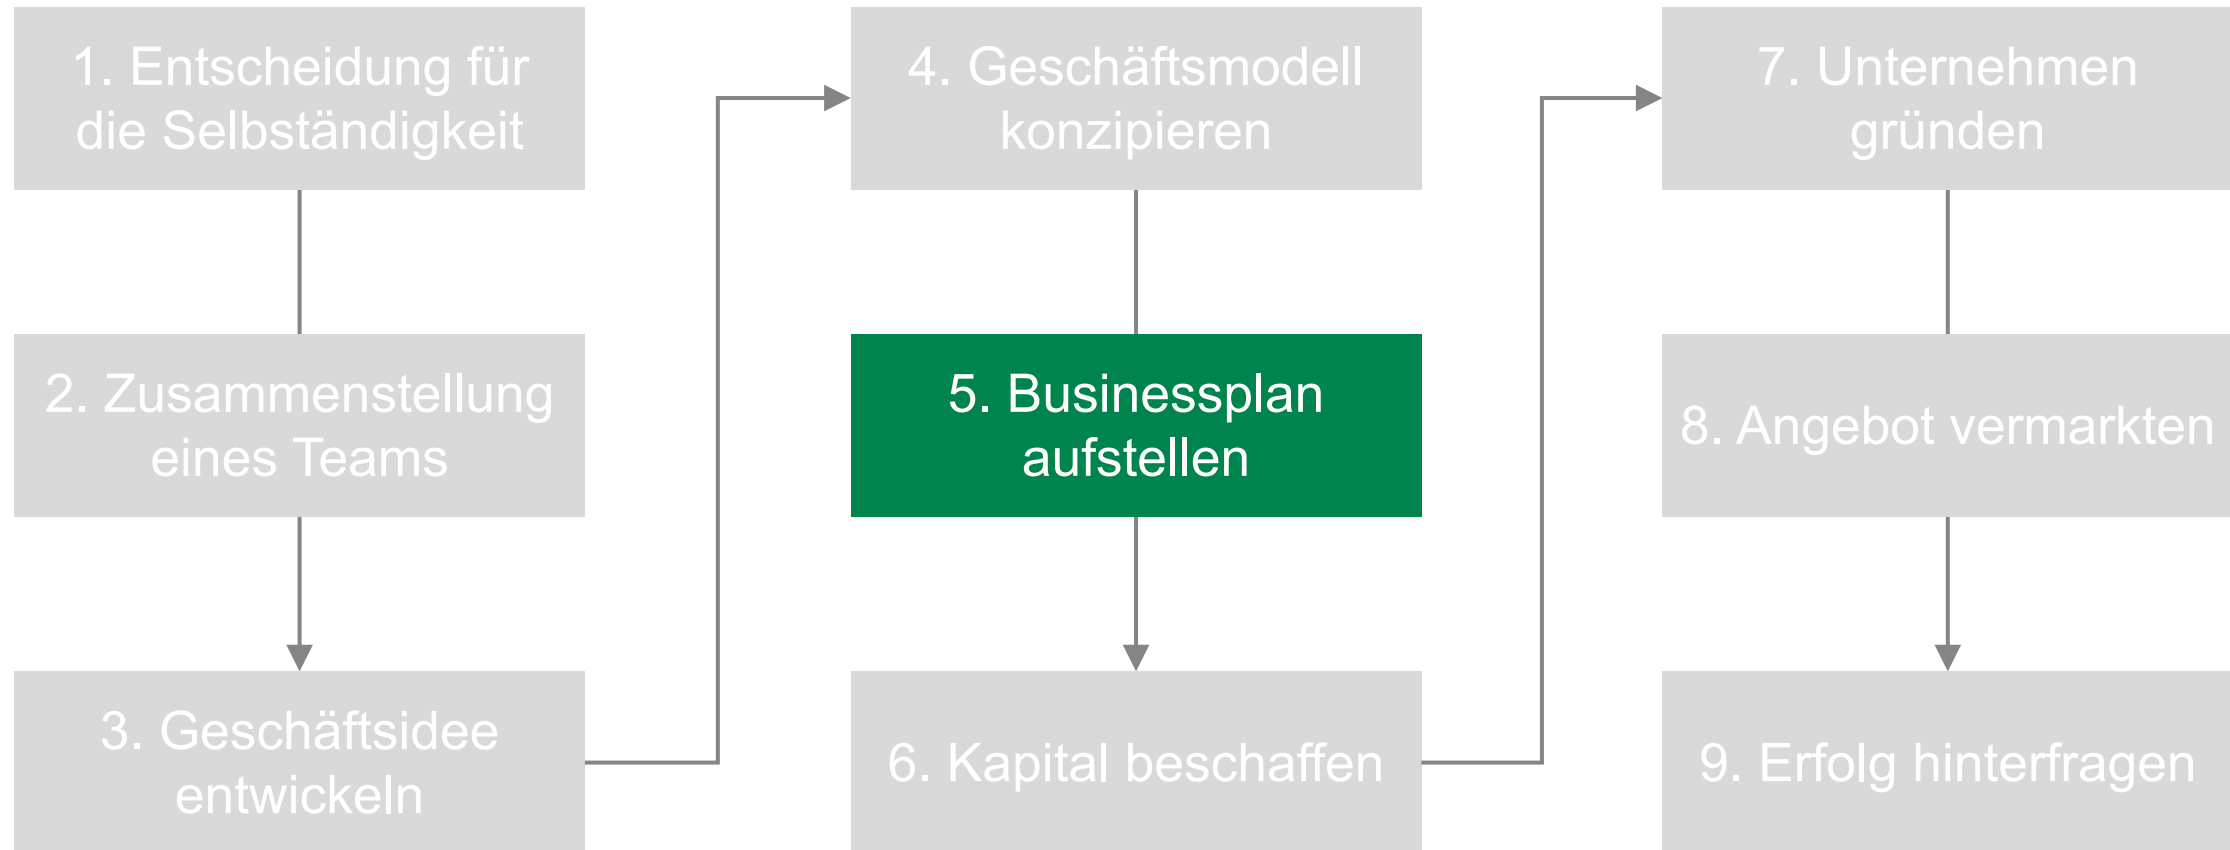 1. Entscheidung für
die Selbständigkeit
2. Zusammenstellung
eines Teams
3. Geschäftsidee
entwickeln
4. Geschäftsmodell
konzipieren
5. Businessplan
aufstellen
6. Kapital beschaffen
7. Unternehmen
gründen
8. Angebot vermarkten
9. Erfolg hinterfragen